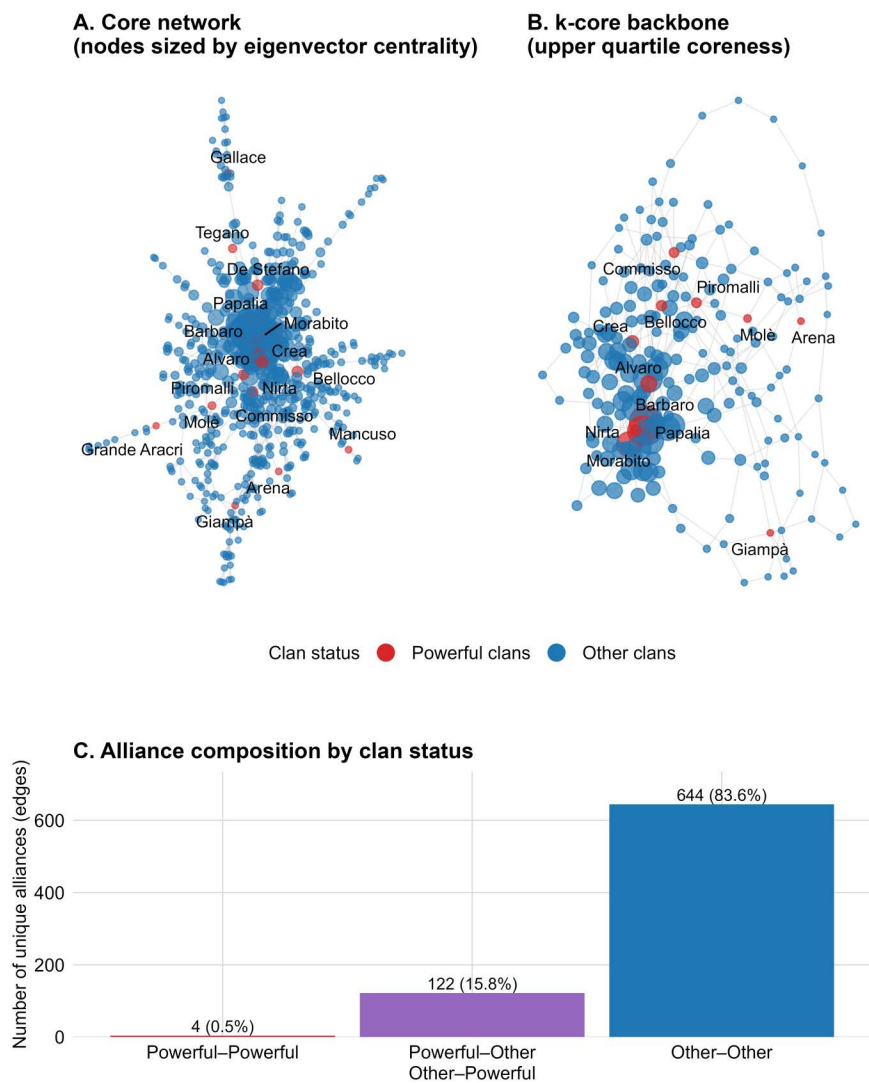 A. Core network
(nodes sized by eigenvector centrality)
B. k-core backbone
(upper quartile coreness)
Gallace
Tegano
De Stefano
Papalia
Barbaro
Morabito
Alvaro
Crea
Piromalli
Nirta
Bellocco
Molè
Commisso
Mancuso
Grande Aracri
Arena
Giampà
Commisso
Piromalli
Crea
Bellocco
Molè
Arena
Alvaro
Barbaro
Nirta
Papalia
Morabito
Giampà
Clan status
Powerful clans
Other clans
C. Alliance composition by clan status
Number of unique alliances (edges)
600
400
200
0
4 (0.5%)
122 (15.8%)
644 (83.6%)
Powerful–Powerful
Powerful–Other
Other–Powerful
Other–Other